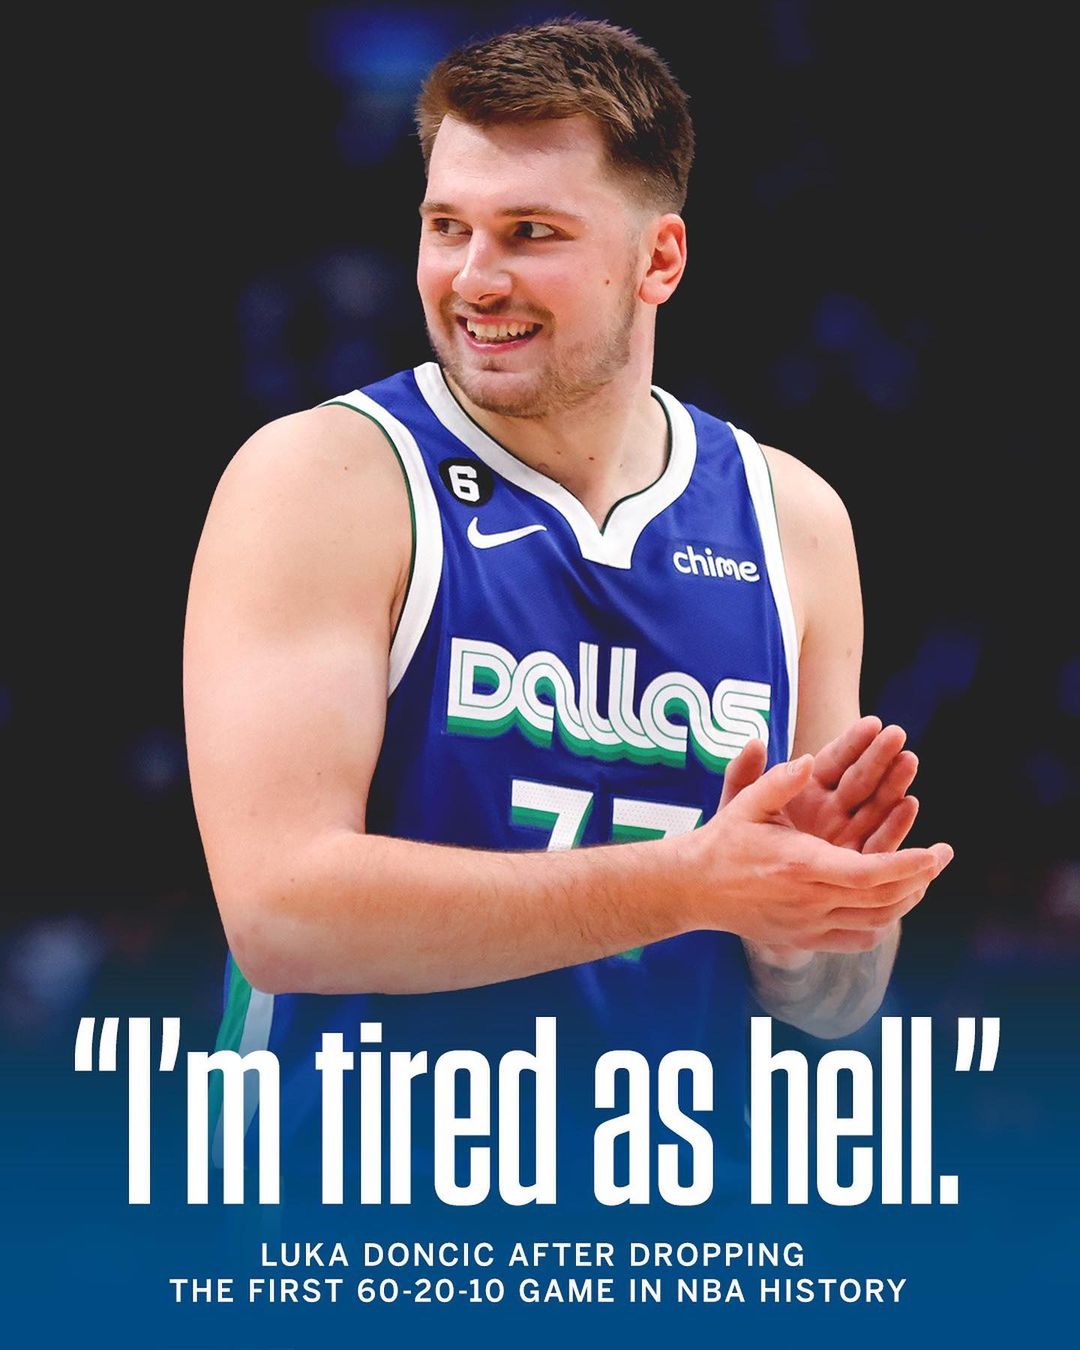 6
chime
Dallas
77
“I’m tired as hell.”
LUKA DONCIC AFTER DROPPING
THE FIRST 60-20-10 GAME IN NBA HISTORY